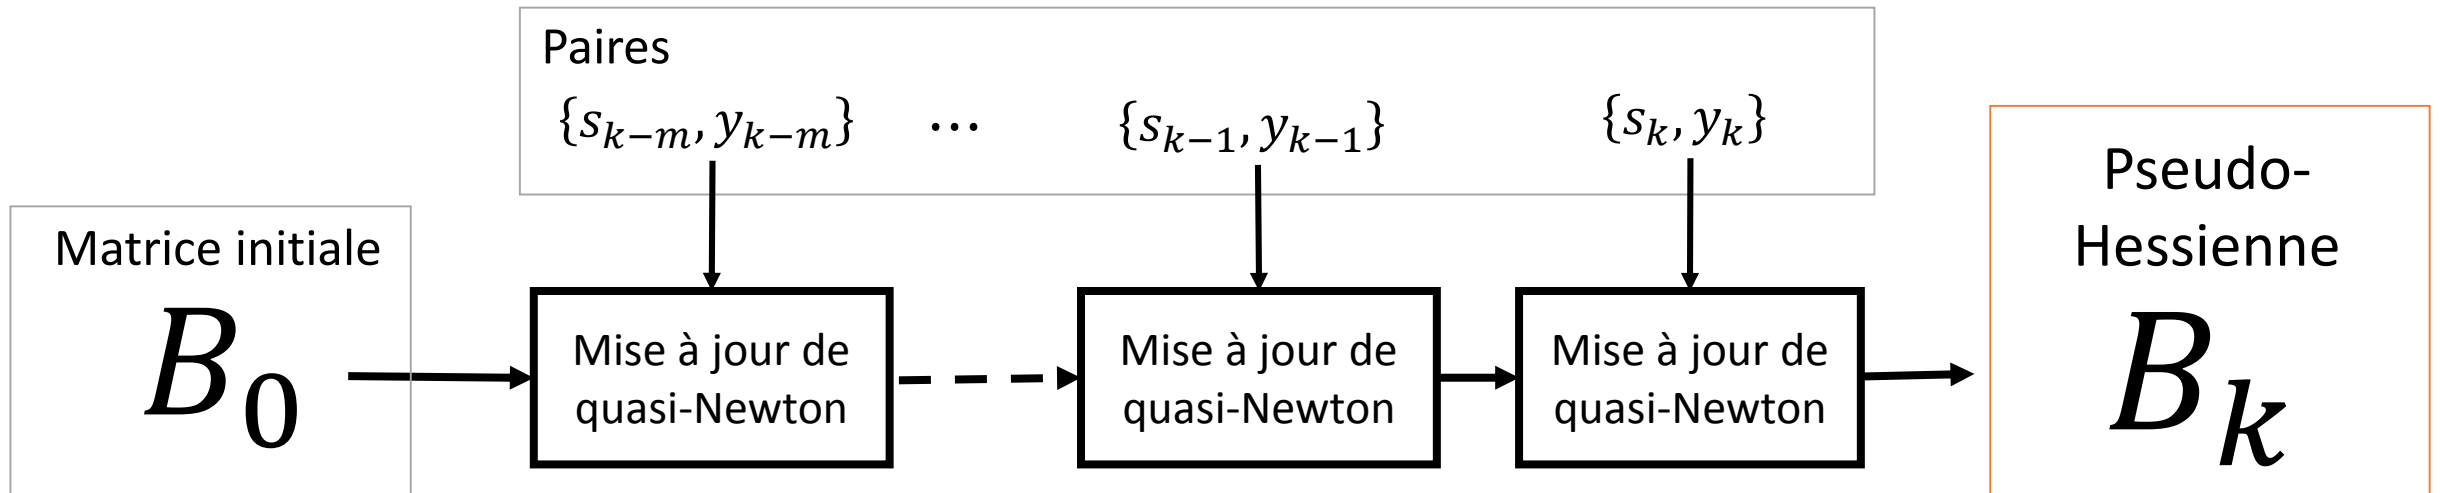 Paires
{s_{k-m}, y_{k-m}} ⋯ {s_{k-1}, y_{k-1}} {s_k, y_k}
Matrice initiale
B_0
Mise à jour de
quasi-Newton
Mise à jour de
quasi-Newton
Mise à jour de
quasi-Newton
Pseudo-
Hessienne
B_k